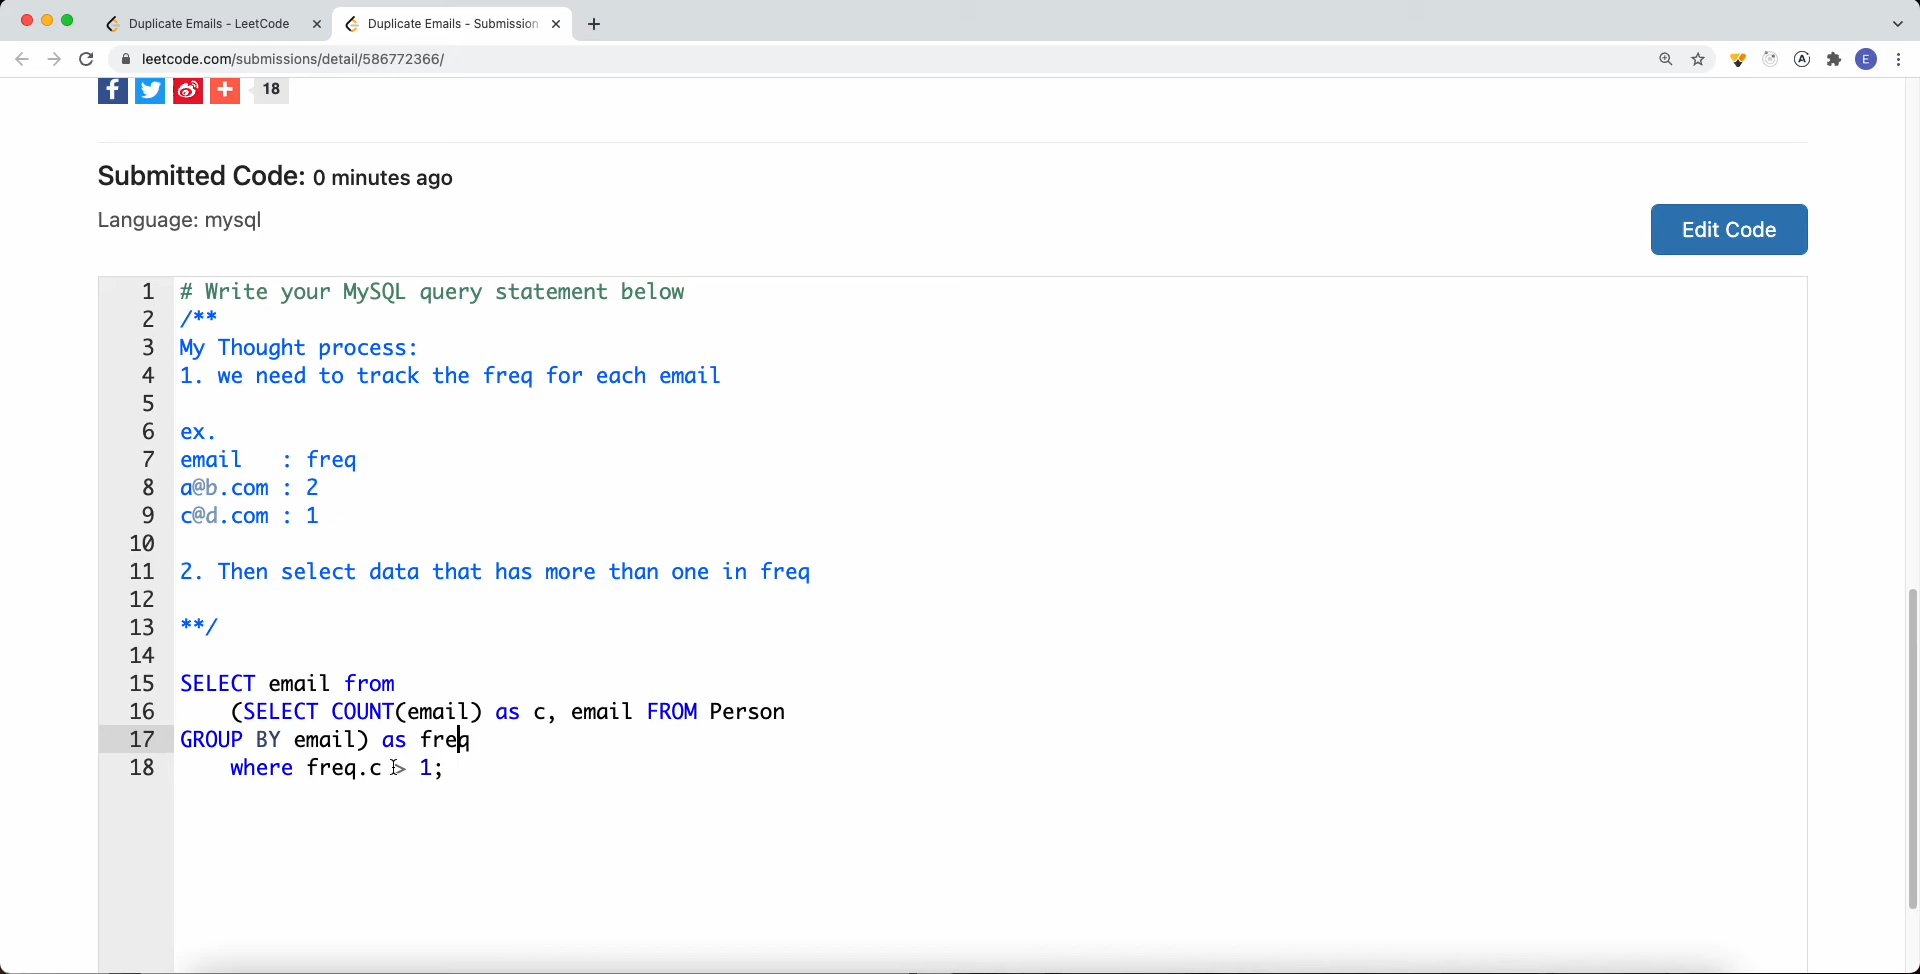 Duplicate Emails - LeetCode
Duplicate Emails - Submission
leetcode.com/submissions/detail/586772366/
E
18
Submitted Code: 0 minutes ago
Language: mysql
Edit Code
1 # Write your MySQL query statement below
2 /**
3 My Thought process:
4 1. we need to track the freq for each email
5
6 ex.
7 email   : freq
8 a@b.com : 2
9 c@d.com : 1
10
11 2. Then select data that has more than one in freq
12
13 **/
14
15 SELECT email from
16     (SELECT COUNT(email) as c, email FROM Person
17 GROUP BY email) as freq
18     where freq.c > 1;